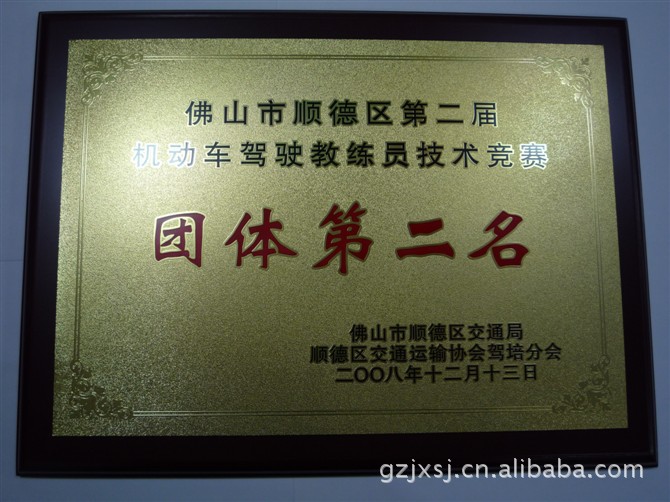 佛山市顺德区第二届
机动车驾驶教练员技术竞赛
团体第二名
佛山市顺德区交通局
顺德区交通运输协会驾培分会
二〇〇八年十二月十三日
gzjxsj.cn.alibaba.com